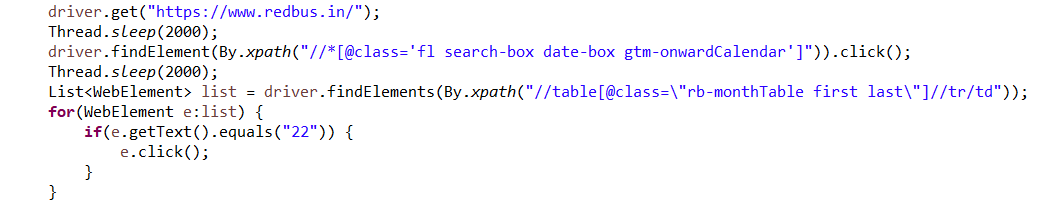 driver.get("https://www.redbus.in/");
Thread.sleep(2000);
driver.findElement(By.xpath("//*[@class='fl search-box date-box gtm-onwardCalendar']")).click();
Thread.sleep(2000);
List<WebElement> list = driver.findElements(By.xpath("//table[@class=\"rb-monthTable first last\"]//tr/td"));
for(WebElement e:list) {
    if(e.getText().equals("22")) {
        e.click();
    }
}